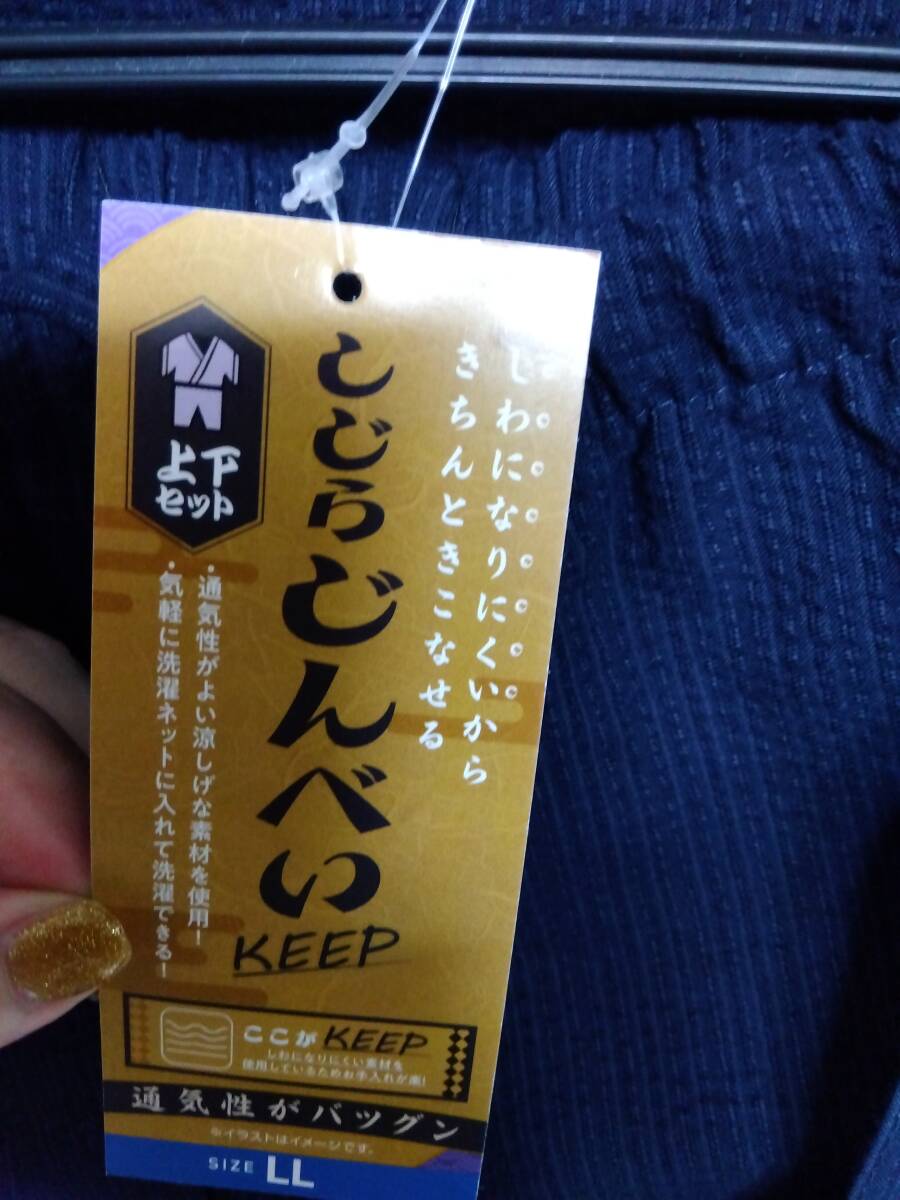 しわになりにくいから
きちんときこなせる
しじらじんべい
KEEP
上下
セット
・通気性がよい涼しげな素材を使用！
・気軽に洗濯ネットに入れて洗濯できる！
ここがKEEP
しわになりにくい素材を
使用しているためお手入れが楽!
通気性がバツグン
※イラストはイメージです。
SIZE LL